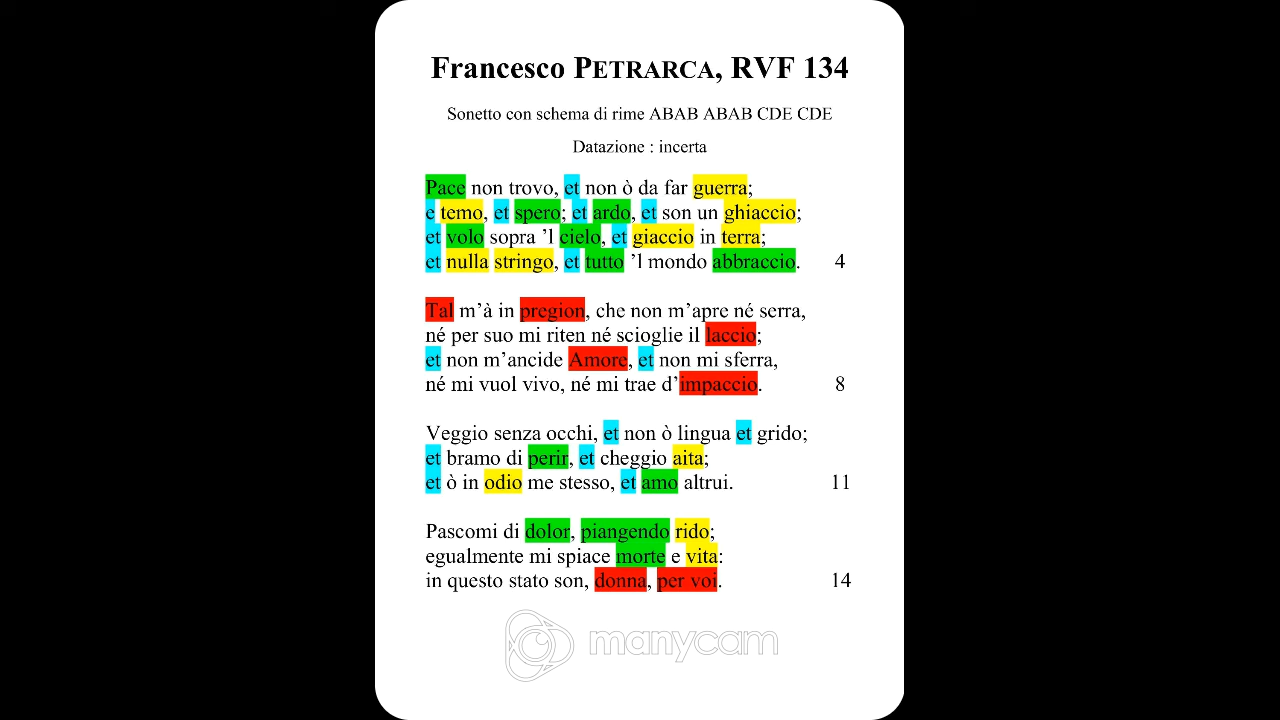 Francesco PETRARCA, RVF 134
Sonetto con schema di rime ABAB ABAB CDE CDE
Datazione : incerta
Pace non trovo, et non ò da far guerra;
e temo, et spero; et ardo, et son un ghiaccio;
et volo sopra ’l cielo, et giaccio in terra;
et nulla stringo, et tutto ’l mondo abbraccio. 4
Tal m’à in pregion, che non m’apre né serra,
né per suo mi riten né scioglie il laccio;
et non m’ancide Amore, et non mi sferra,
né mi vuol vivo, né mi trae d’impaccio. 8
Veggio senza occhi, et non ò lingua et grido;
et bramo di perir, et cheggio aita;
et ò in odio me stesso, et amo altrui. 11
Pascomi di dolor, piangendo rido;
egualmente mi spiace morte e vita:
in questo stato son, donna, per voi. 14
manycam